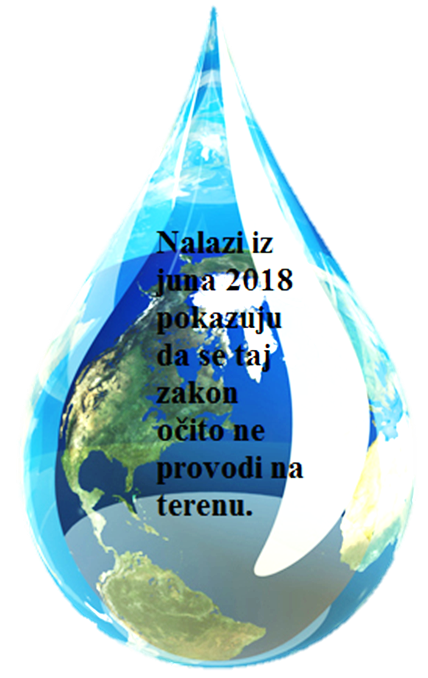 Nalazi iz
juna 2018
pokazuju
da se taj
zakon
očito ne
provodi na
terenu.